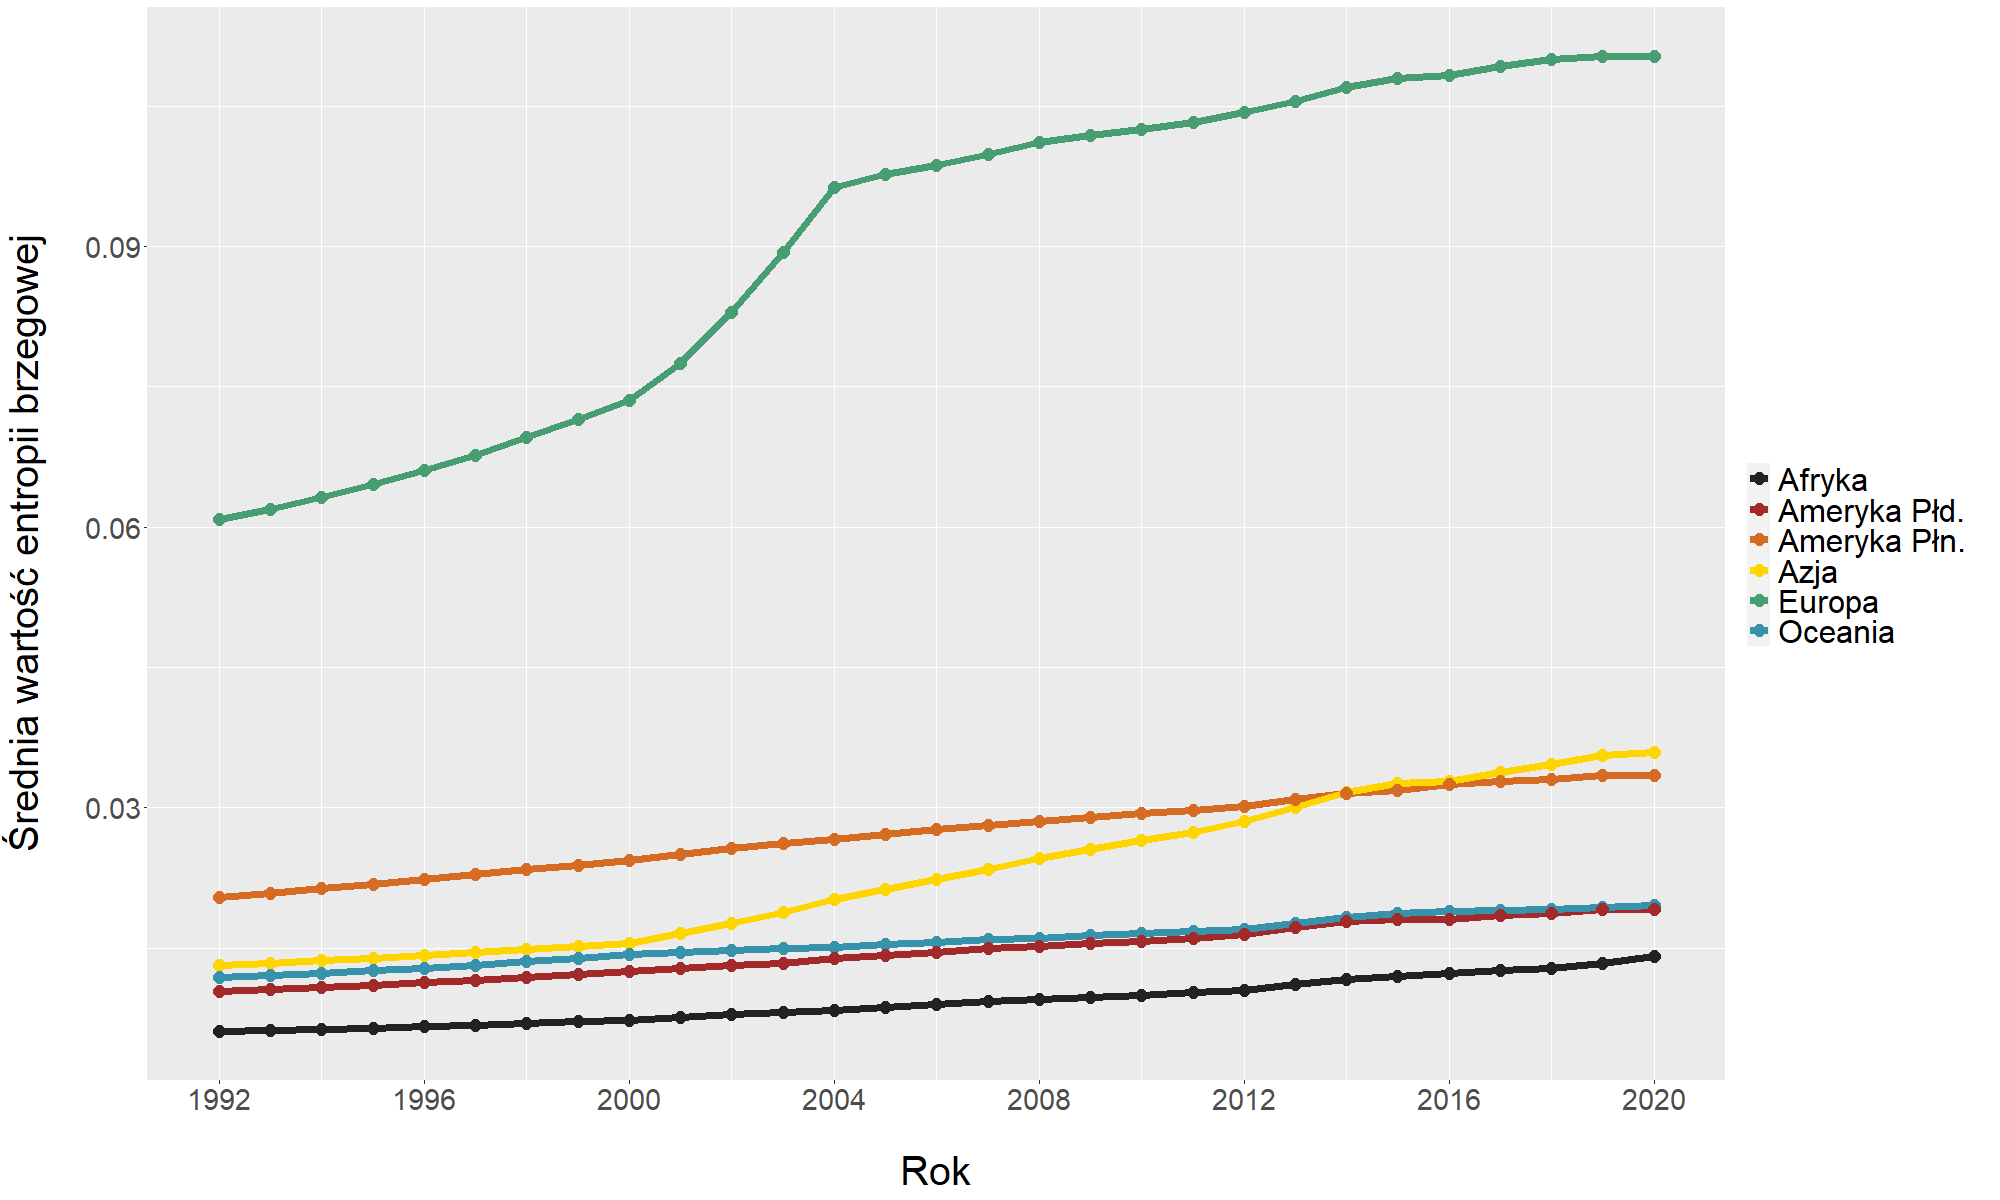 Średnia wartość entropii brzegowej
0.09
0.06
0.03
1992 1996 2000 2004 2008 2012 2016 2020
Rok
Afryka
Ameryka Płd.
Ameryka Płn.
Azja
Europa
Oceania